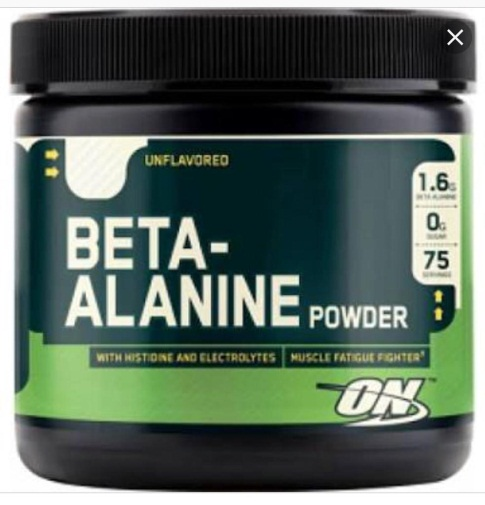 UNFLAVORED
1.6G
BETA-ALANINE
0G
SUGAR
75
SERVINGS
BETA-
ALANINE POWDER
WITH HISTIDINE AND ELECTROLYTES
MUSCLE FATIGUE FIGHTER†
ON™